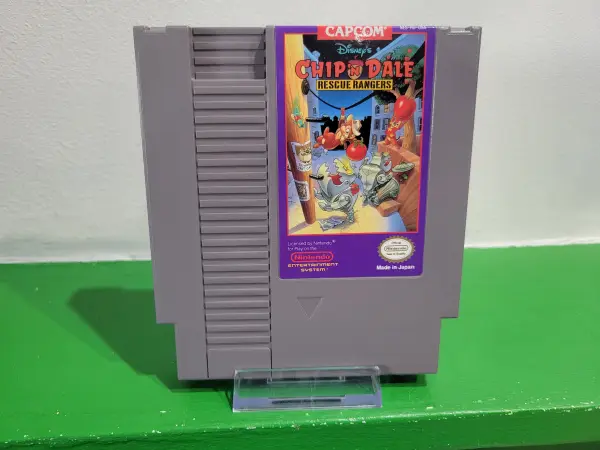 CAPCOM
Disney's
CHIP 'N DALE
RESCUE RANGERS
Licensed by Nintendo®
for Play on the
Nintendo
ENTERTAINMENT
SYSTEM
Nintendo
Made in Japan